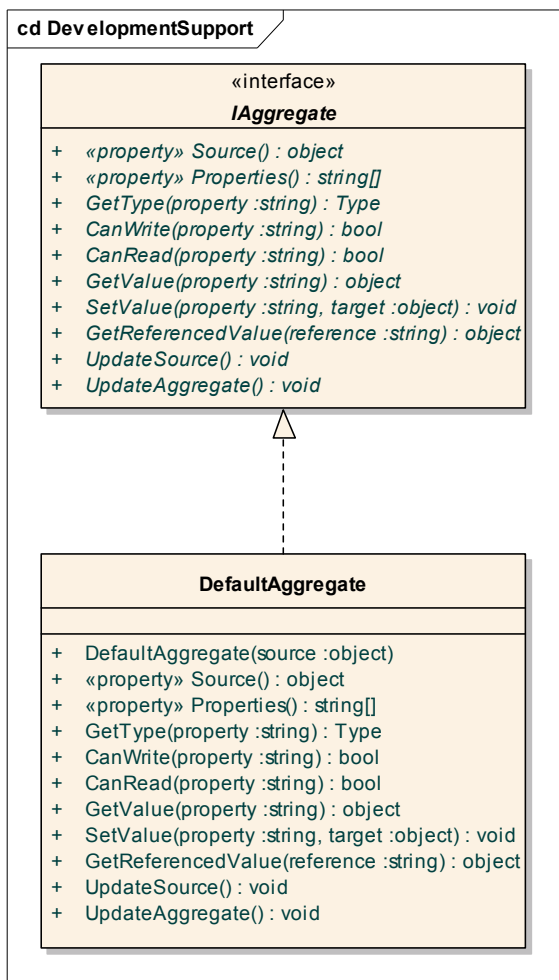 cd DevelopmentSupport
«interface»
IAggregate
+ «property» Source() : object
+ «property» Properties() : string[]
+ GetType(property :string) : Type
+ CanWrite(property :string) : bool
+ CanRead(property :string) : bool
+ GetValue(property :string) : object
+ SetValue(property :string, target :object) : void
+ GetReferencedValue(reference :string) : object
+ UpdateSource() : void
+ UpdateAggregate() : void
DefaultAggregate
+ DefaultAggregate(source :object)
+ «property» Source() : object
+ «property» Properties() : string[]
+ GetType(property :string) : Type
+ CanWrite(property :string) : bool
+ CanRead(property :string) : bool
+ GetValue(property :string) : object
+ SetValue(property :string, target :object) : void
+ GetReferencedValue(reference :string) : object
+ UpdateSource() : void
+ UpdateAggregate() : void